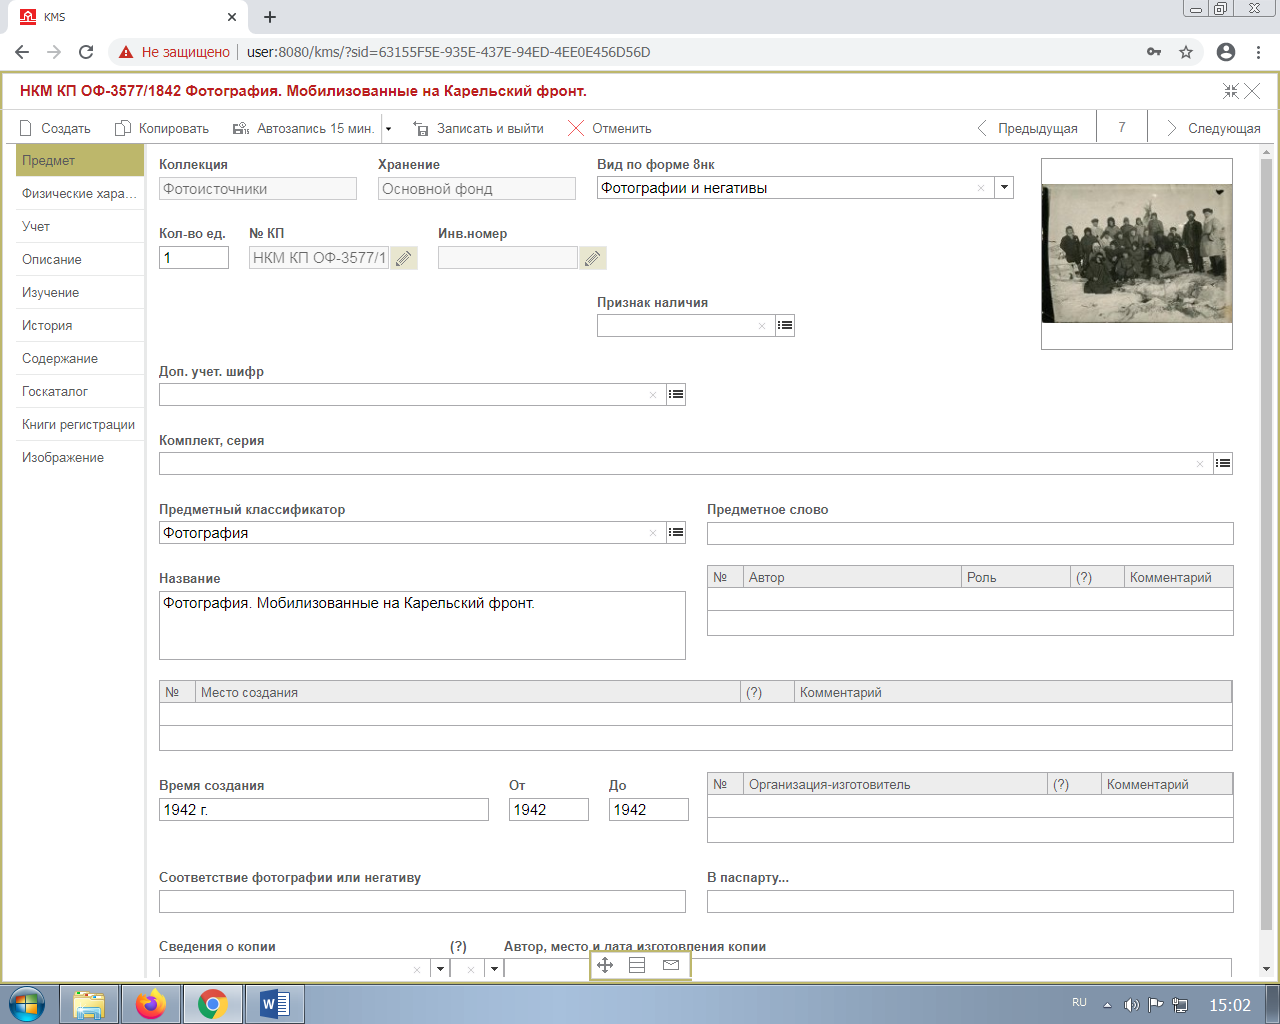 KMS
Не защищено
user:8080/kms/?sid=63155F5E-935E-437E-94ED-4EE0E456D56D
НКМ КП ОФ-3577/1842 Фотография. Мобилизованные на Карельский фронт.
Создать
Копировать
Автозапись 15 мин.
Записать и выйти
Отменить
Предыдущая
7
Следующая
Предмет
Физические хара...
Учет
Описание
Изучение
История
Содержание
Госкаталог
Книги регистрации
Изображение
Коллекция
Хранение
Вид по форме 8нк
Фотоисточники
Основной фонд
Фотографии и негативы
Кол-во ед.
№ КП
Инв.номер
1
НКМ КП ОФ-3577/1
Признак наличия
Доп. учет. шифр
Комплект, серия
Предметный классификатор
Предметное слово
Фотография
Название
№ Автор Роль (?) Комментарий
Фотография. Мобилизованные на Карельский фронт.
№ Место создания (?) Комментарий
Время создания
От
До
№ Организация-изготовитель (?) Комментарий
1942 г.
1942
1942
Соответствие фотографии или негативу
В паспарту...
Сведения о копии
(?)
Автор, место и дата изготовления копии
RU
15:02